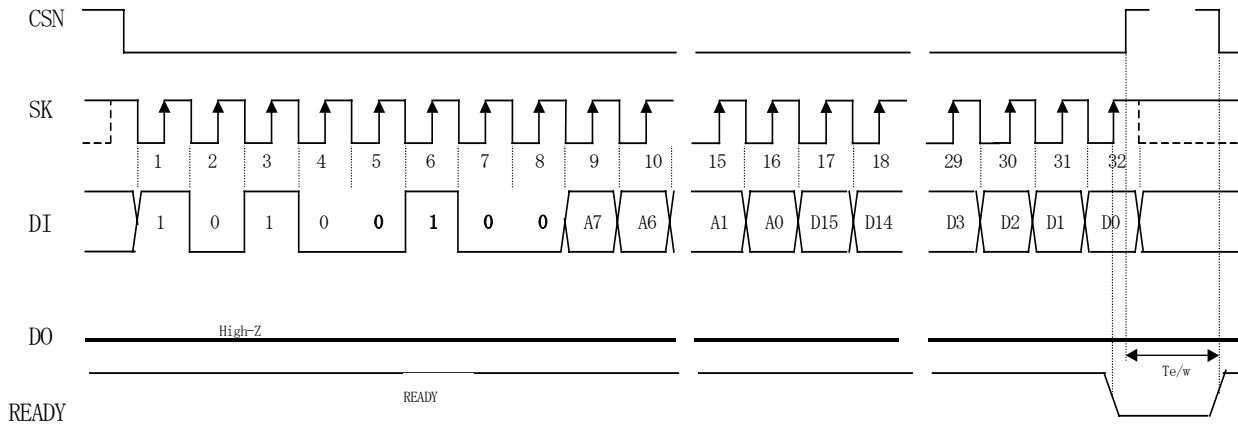 CSN
SK
1 2 3 4 5 6 7 8 9 10 15 16 17 18 29 30 31 32
DI 1 0 1 0 0 1 0 0 A7 A6 A1 A0 D15 D14 D3 D2 D1 D0
DO High-Z
Te/w
READY
READY